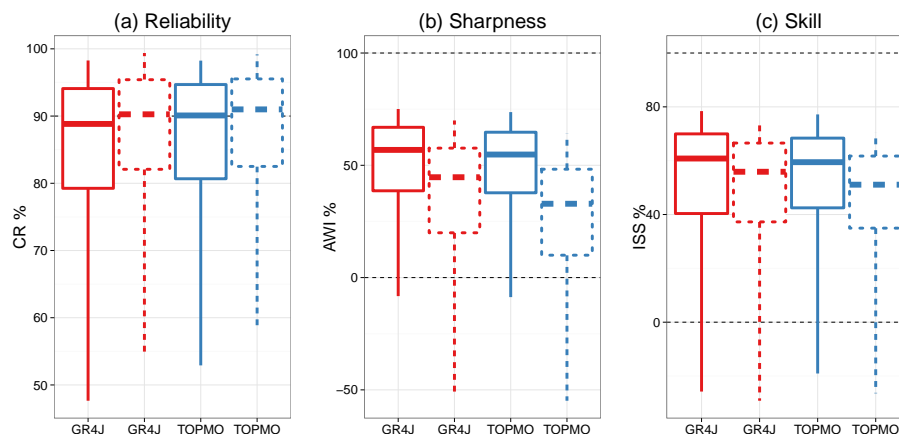 (a) Reliability
(b) Sharpness
(c) Skill
CR %
100
90
80
70
60
50
GR4J GR4J TOPMO TOPMO
AWI %
100
50
0
−50
GR4J GR4J TOPMO TOPMO
ISS %
80
40
0
GR4J GR4J TOPMO TOPMO